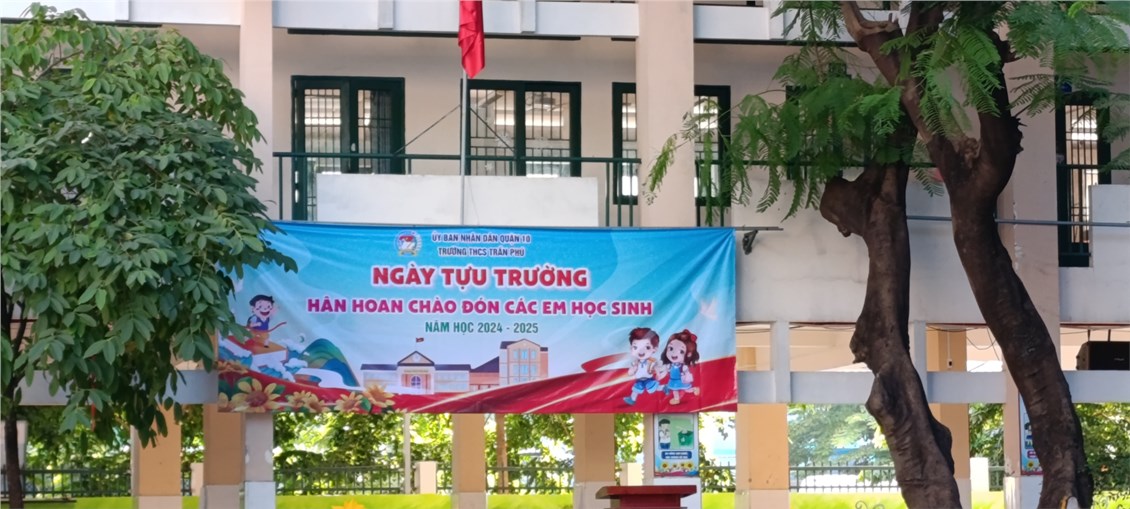 ỦY BAN NHÂN DÂN QUẬN 10
TRƯỜNG THCS TRẦN PHÚ
NGÀY TỰU TRƯỜNG
HÂN HOAN CHÀO ĐÓN CÁC EM HỌC SINH
NĂM HỌC 2024 - 2025